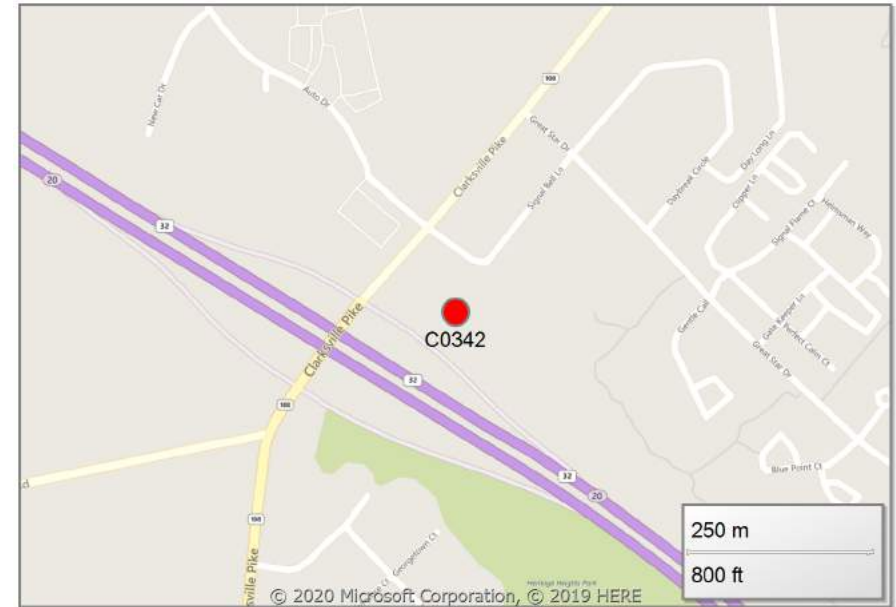 108
New Car Dr
Auto Dr
Great Star Dr
Clarksville Pike
Day Long Ln
Daybreak Circle
Clipper Ln
20
Signal Bell Ln
Signal Flame Ct
Heinsman Way
32
C0342
Clarksville Pike
Gentle Call
Gate Keeper Ln
Perfect Calm Ct
Great Star Dr
32
108
Blue Point Ct
32
20
108
250 m
800 ft
Georgetown Ct
Heritage Heights Park
© 2020 Microsoft Corporation, © 2019 HERE